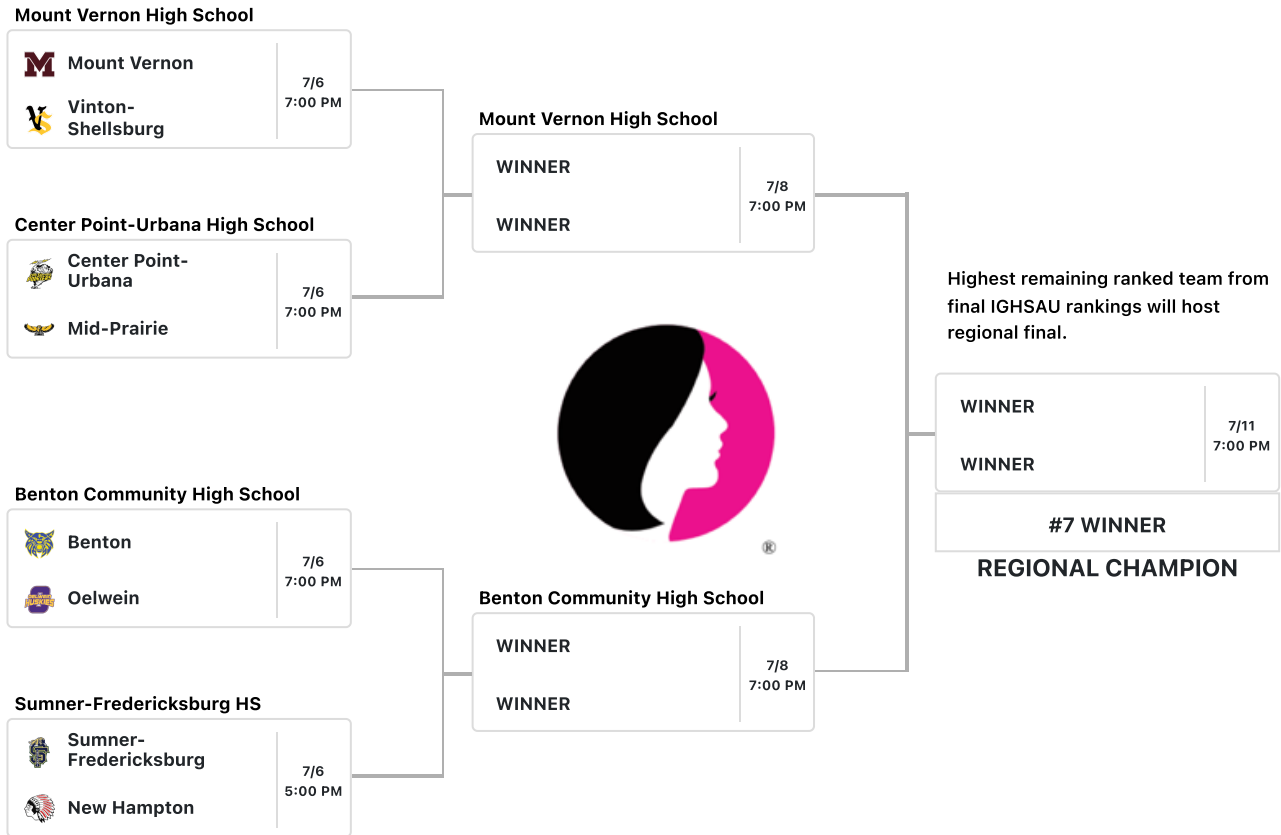 Mount Vernon High School
Mount Vernon
7/6
7:00 PM
Vinton-
Shellsburg
Center Point-Urbana High School
Center Point-
Urbana
7/6
7:00 PM
Mid-Prairie
Benton Community High School
Benton
7/6
7:00 PM
Oelwein
Sumner-Fredericksburg HS
Sumner-
Fredericksburg
7/6
5:00 PM
New Hampton
Mount Vernon High School
WINNER
7/8
7:00 PM
WINNER
®
Benton Community High School
WINNER
7/8
7:00 PM
WINNER
Highest remaining ranked team from
final IGHSAU rankings will host
regional final.
WINNER
7/11
7:00 PM
WINNER
#7 WINNER
REGIONAL CHAMPION